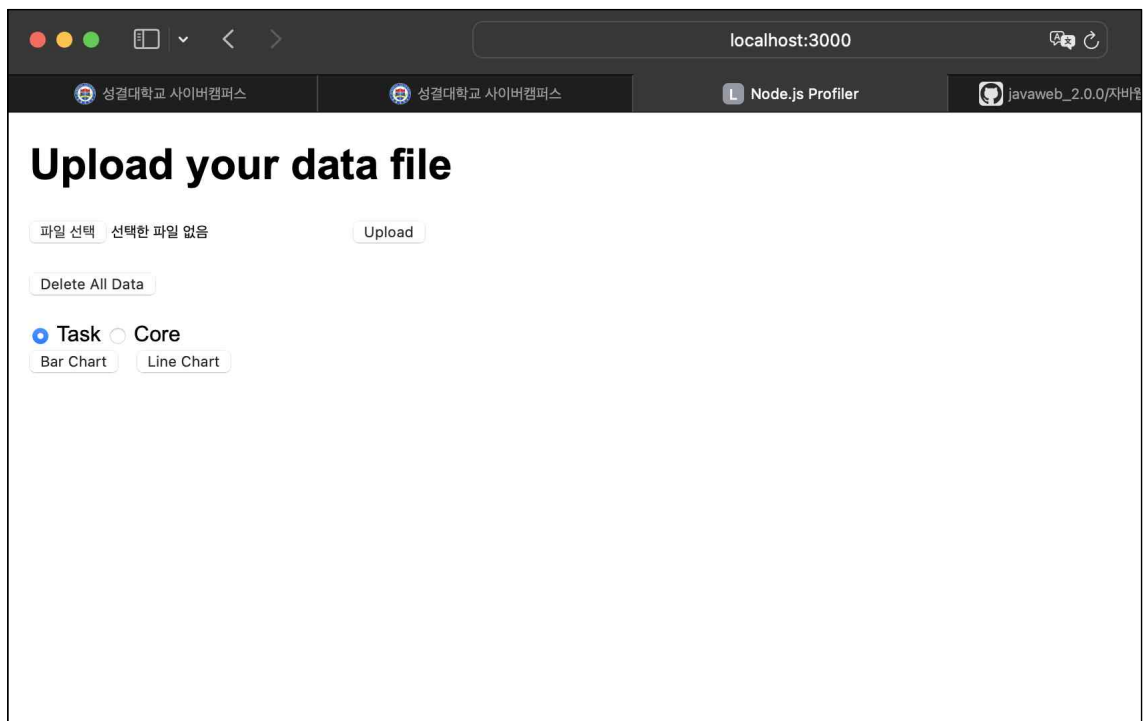 localhost:3000
성결대학교 사이버캠퍼스
성결대학교 사이버캠퍼스
L Node.js Profiler
javaweb_2.0.0/자바웹
Upload your data file
파일 선택 선택한 파일 없음 Upload
Delete All Data
Task Core
Bar Chart Line Chart